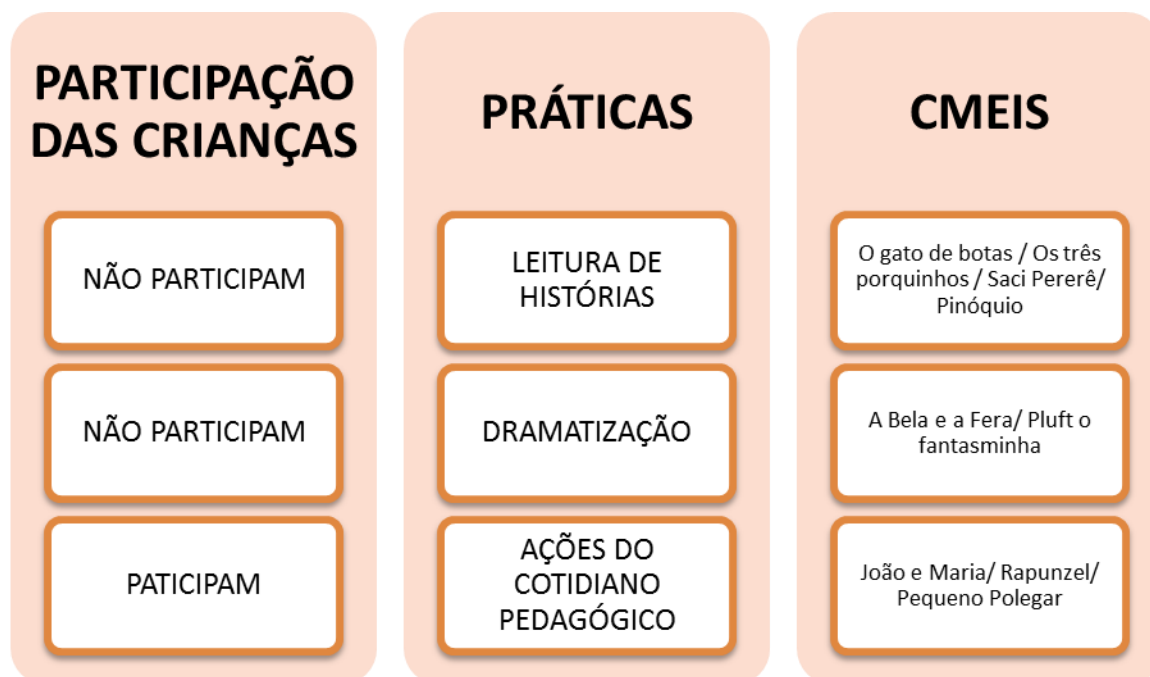 PARTICIPAÇÃO
DAS CRIANÇAS
NÃO PARTICIPAM
NÃO PARTICIPAM
PATICIPAM
PRÁTICAS
LEITURA DE
HISTÓRIAS
DRAMATIZAÇÃO
AÇÕES DO
COTIDIANO
PEDAGÓGICO
CMEIS
O gato de botas / Os três
porquinhos / Saci Pererê/
Pinóquio
A Bela e a Fera/ Pluft o
fantasminha
João e Maria/ Rapunzel/
Pequeno Polegar